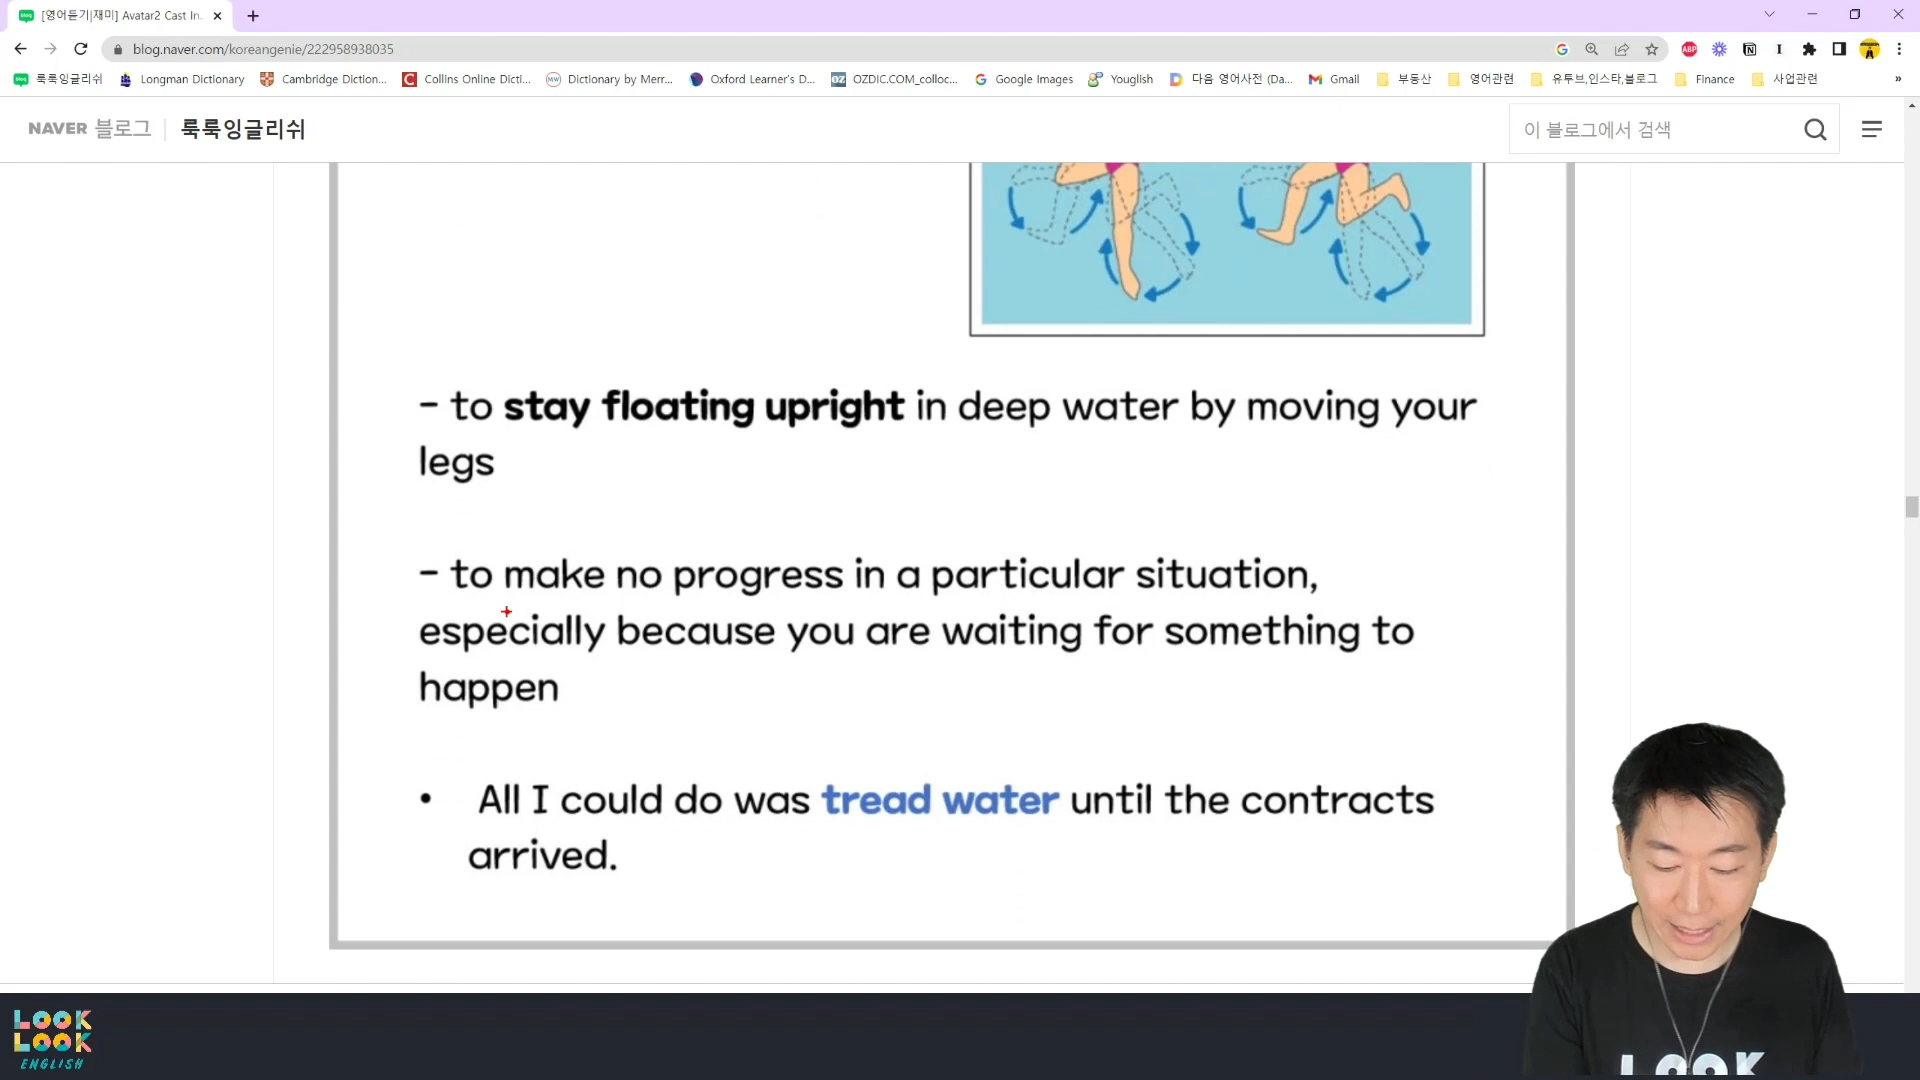 [영어듣기|재미] Avatar2 Cast In
blog.naver.com/koreangenie/222958938035
룩룩잉글리쉬 Longman Dictionary Cambridge Diction... Collins Online Dicti... Dictionary by Merr... Oxford Learner's D... OZDIC.COM_colloc... Google Images Youglish 다음 영어사전 (Da... Gmail 부동산 영어관련 유투브,인스타,블로그 Finance 사업관련 »
NAVER 블로그 룩룩잉글리쉬 이 블로그에서 검색
- to stay floating upright in deep water by moving your
legs
- to make no progress in a particular situation,
especially because you are waiting for something to
happen
• All I could do was tread water until the contracts
arrived.
LOOK
LOOK
ENGLISH
LOOK